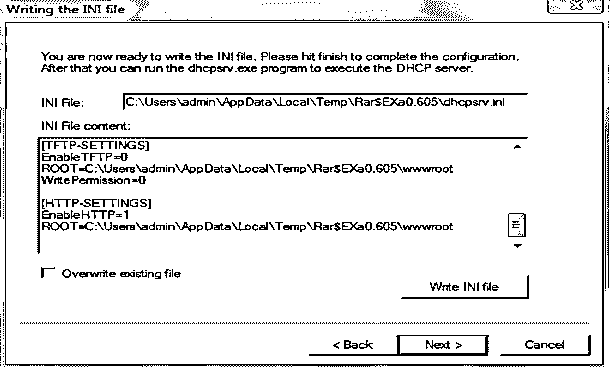 Writing the INI file
You are now ready to write the INI file. Please hit finish to complete the configuration.
After that you can run the dhcpsrv.exe program to execute the DHCP server.
INI File: C:\Users\admin\AppData\Local\Temp\Rar$EXa0.605\dhcpsrv.ini
INI File content:
[TFTP-SETTINGS]
EnableTFTP=0
ROOT=C:\Users\admin\AppData\Local\Temp\Rar$EXa0.605\wwwroot
WritePermission=0
[HTTP-SETTINGS]
EnableHTTP=1
ROOT=C:\Users\admin\AppData\Local\Temp\Rar$EXa0.605\wwwroot
Overwrite existing file
Write INI file
< Back Next > Cancel